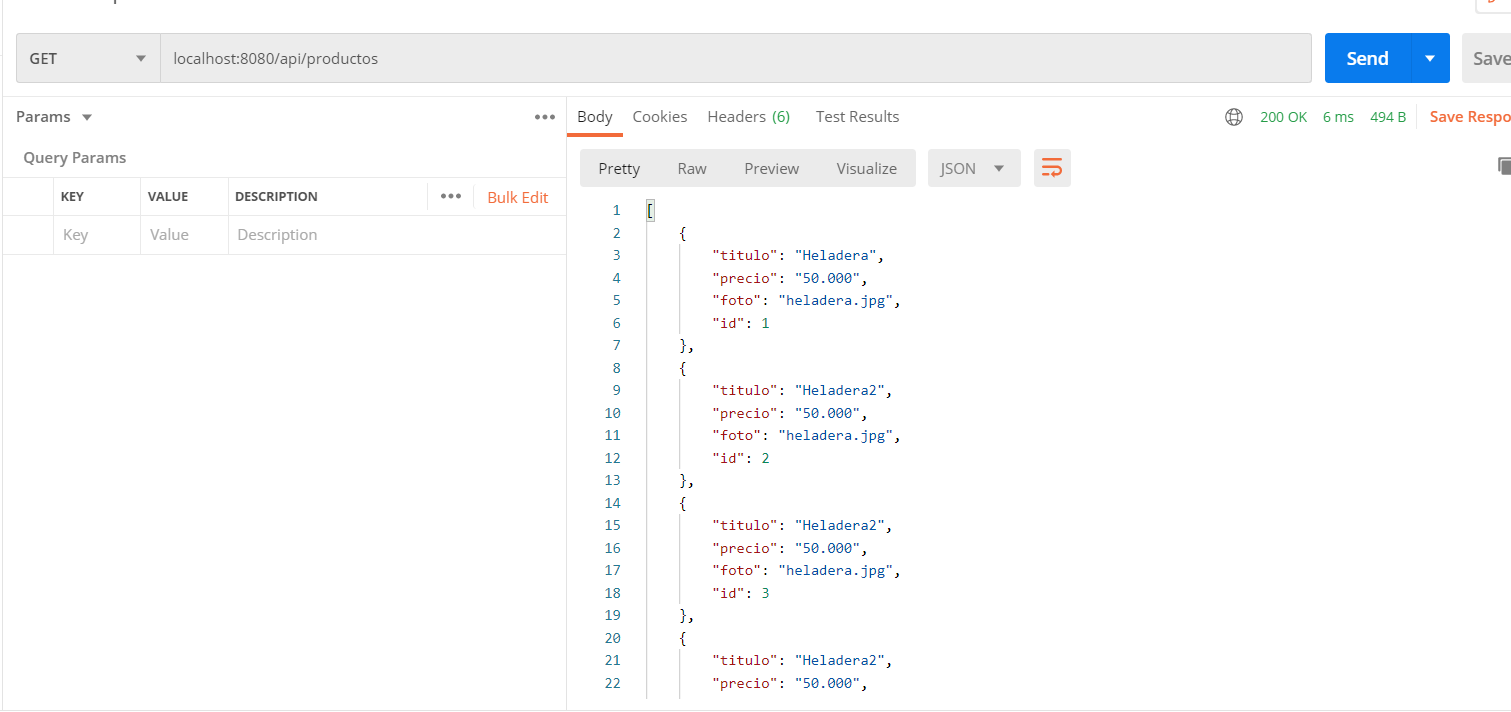 GET localhost:8080/api/productos Send Save
Params ••• Body Cookies Headers (6) Test Results 200 OK 6 ms 494 B Save Respo
Query Params Pretty Raw Preview Visualize JSON
KEY VALUE DESCRIPTION ••• Bulk Edit
Key Value Description
1 [
2 {
3 "titulo": "Heladera",
4 "precio": "50.000",
5 "foto": "heladera.jpg",
6 "id": 1
7 },
8 {
9 "titulo": "Heladera2",
10 "precio": "50.000",
11 "foto": "heladera.jpg",
12 "id": 2
13 },
14 {
15 "titulo": "Heladera2",
16 "precio": "50.000",
17 "foto": "heladera.jpg",
18 "id": 3
19 },
20 {
21 "titulo": "Heladera2",
22 "precio": "50.000",